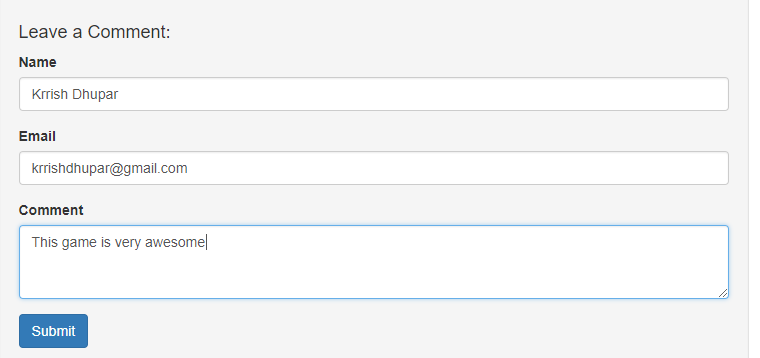 Leave a Comment:
Name
Krrish Dhupar
Email
krrishdhupar@gmail.com
Comment
This game is very awesome
Submit